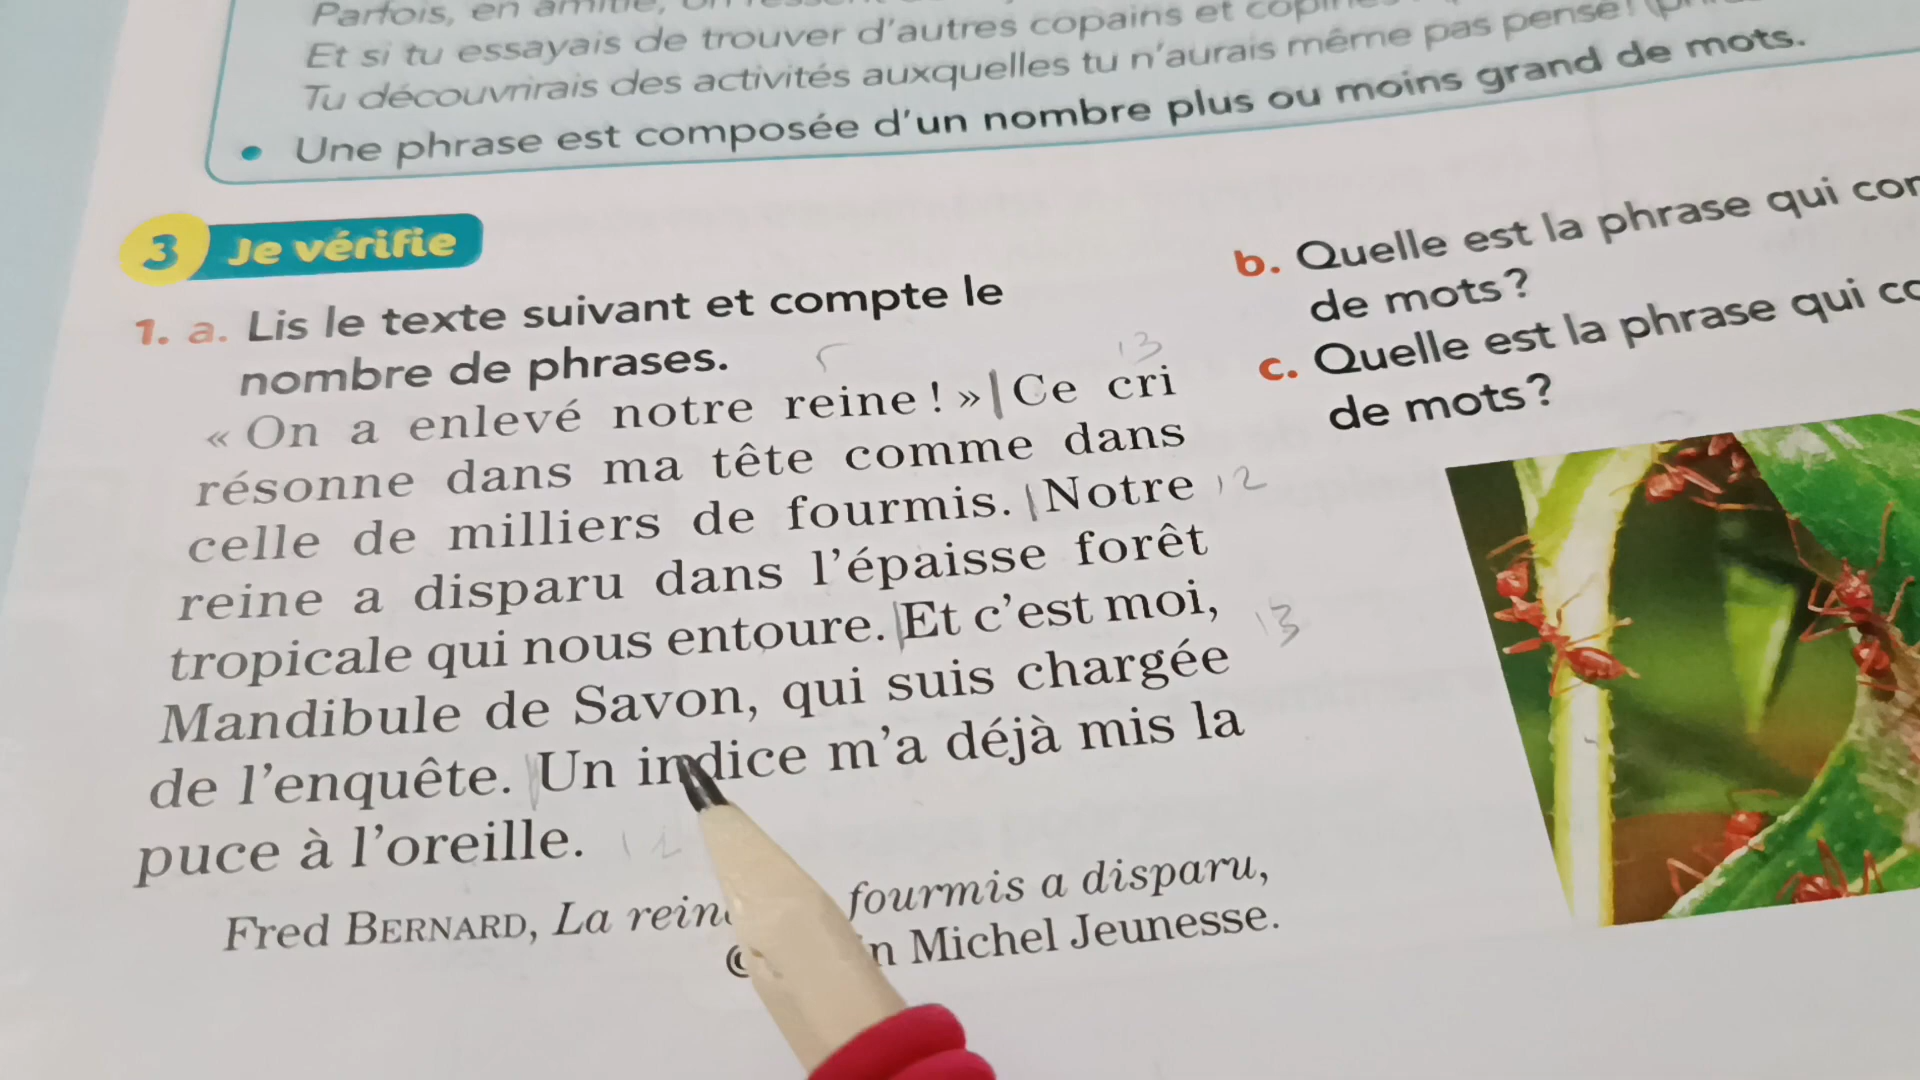 Parfois, en amitié,
Et si tu essayais de trouver d'autres copains et
Tu découvrirais des activités auxquelles tu n'aurais même pas pensé!
• Une phrase est composée d'un nombre plus ou moins grand de mots.
3 Je vérifie
1. a. Lis le texte suivant et compte le
nombre de phrases.
13
« On a enlevé notre reine ! » | Ce cri
résonne dans ma tête comme dans
celle de milliers de fourmis. | Notre 12
reine a disparu dans l'épaisse forêt
tropicale qui nous entoure. | Et c'est moi, 13
Mandibule de Savon, qui suis chargée
de l'enquête. | Un indice m'a déjà mis la
puce à l'oreille.
Fred BERNARD, La fourmis a disparu,
© Michel Jeunesse.
b. Quelle est la phrase qui
de mots ?
c. Quelle est la phrase qui
de mots ?